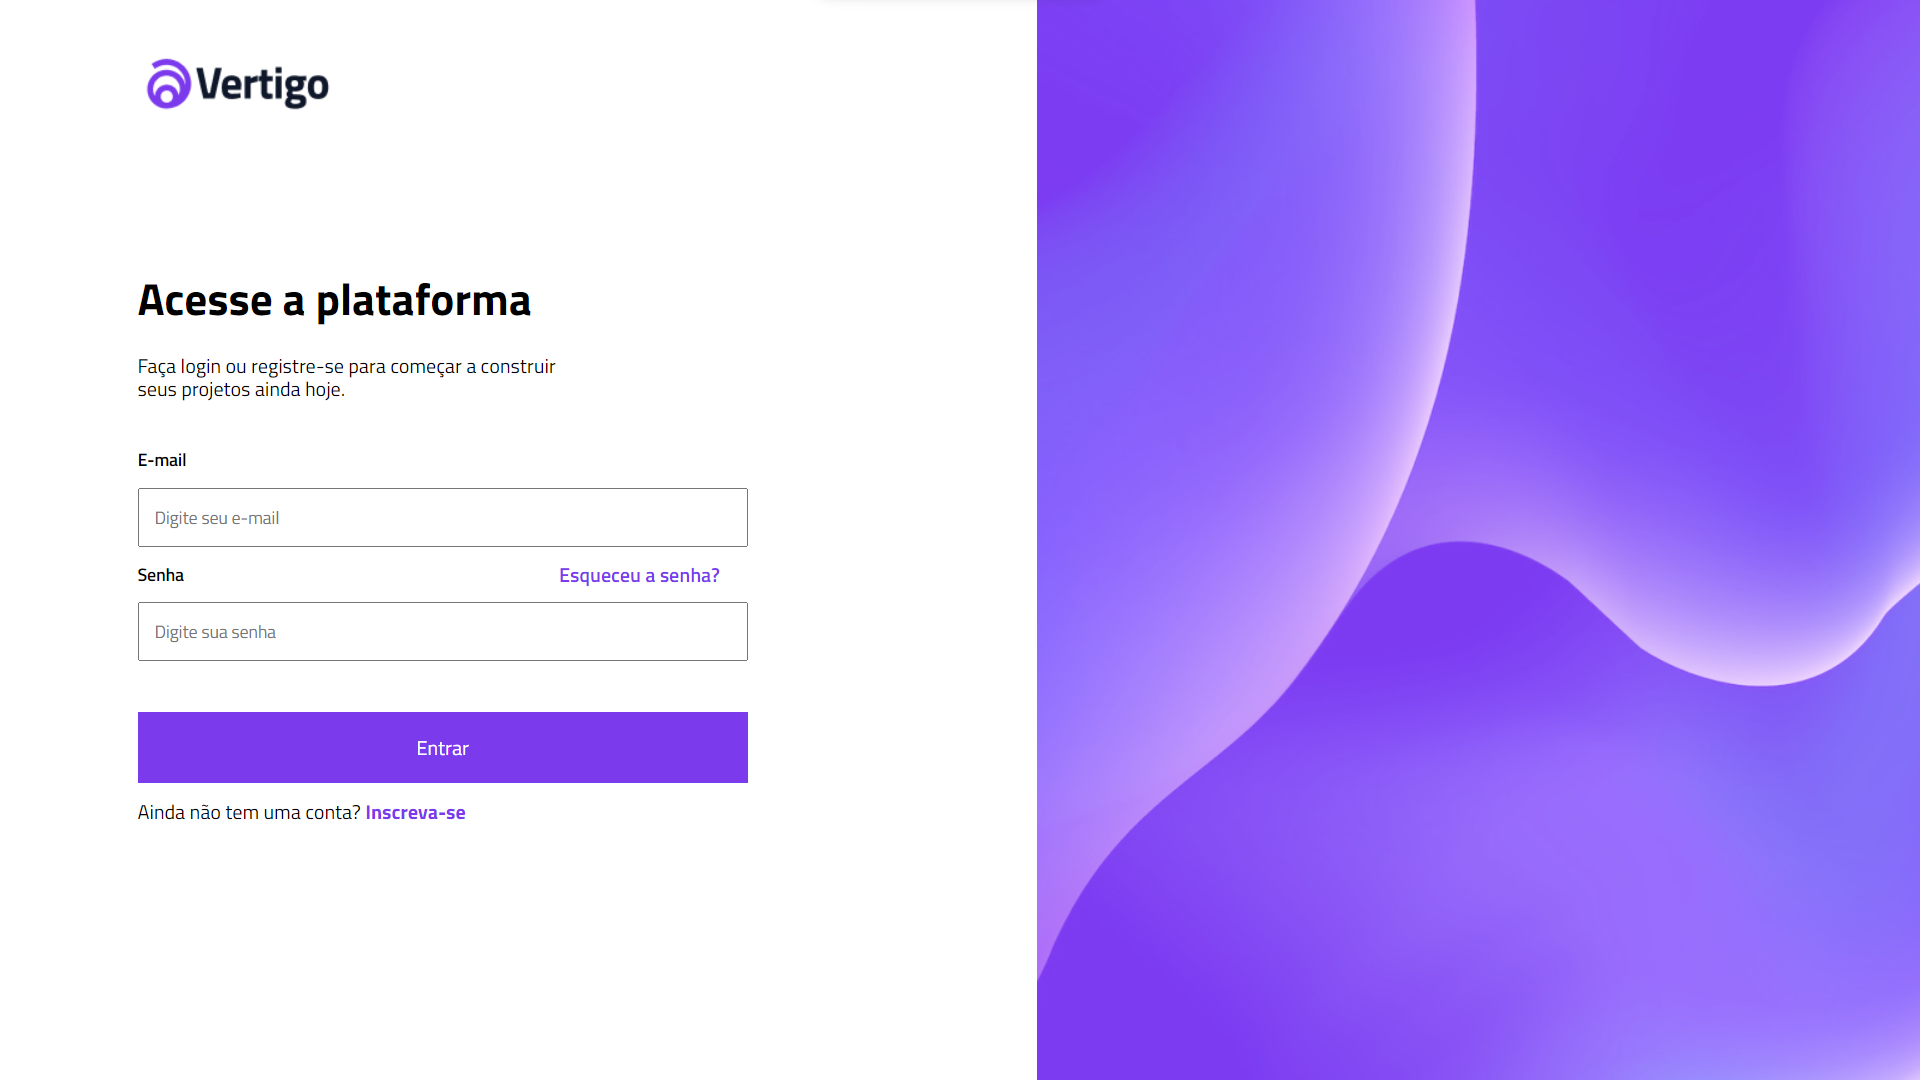 Vertigo
Acesse a plataforma
Faça login ou registre-se para começar a construir
seus projetos ainda hoje.
E-mail
Digite seu e-mail
Senha
Esqueceu a senha?
Digite sua senha
Entrar
Ainda não tem uma conta? Inscreva-se